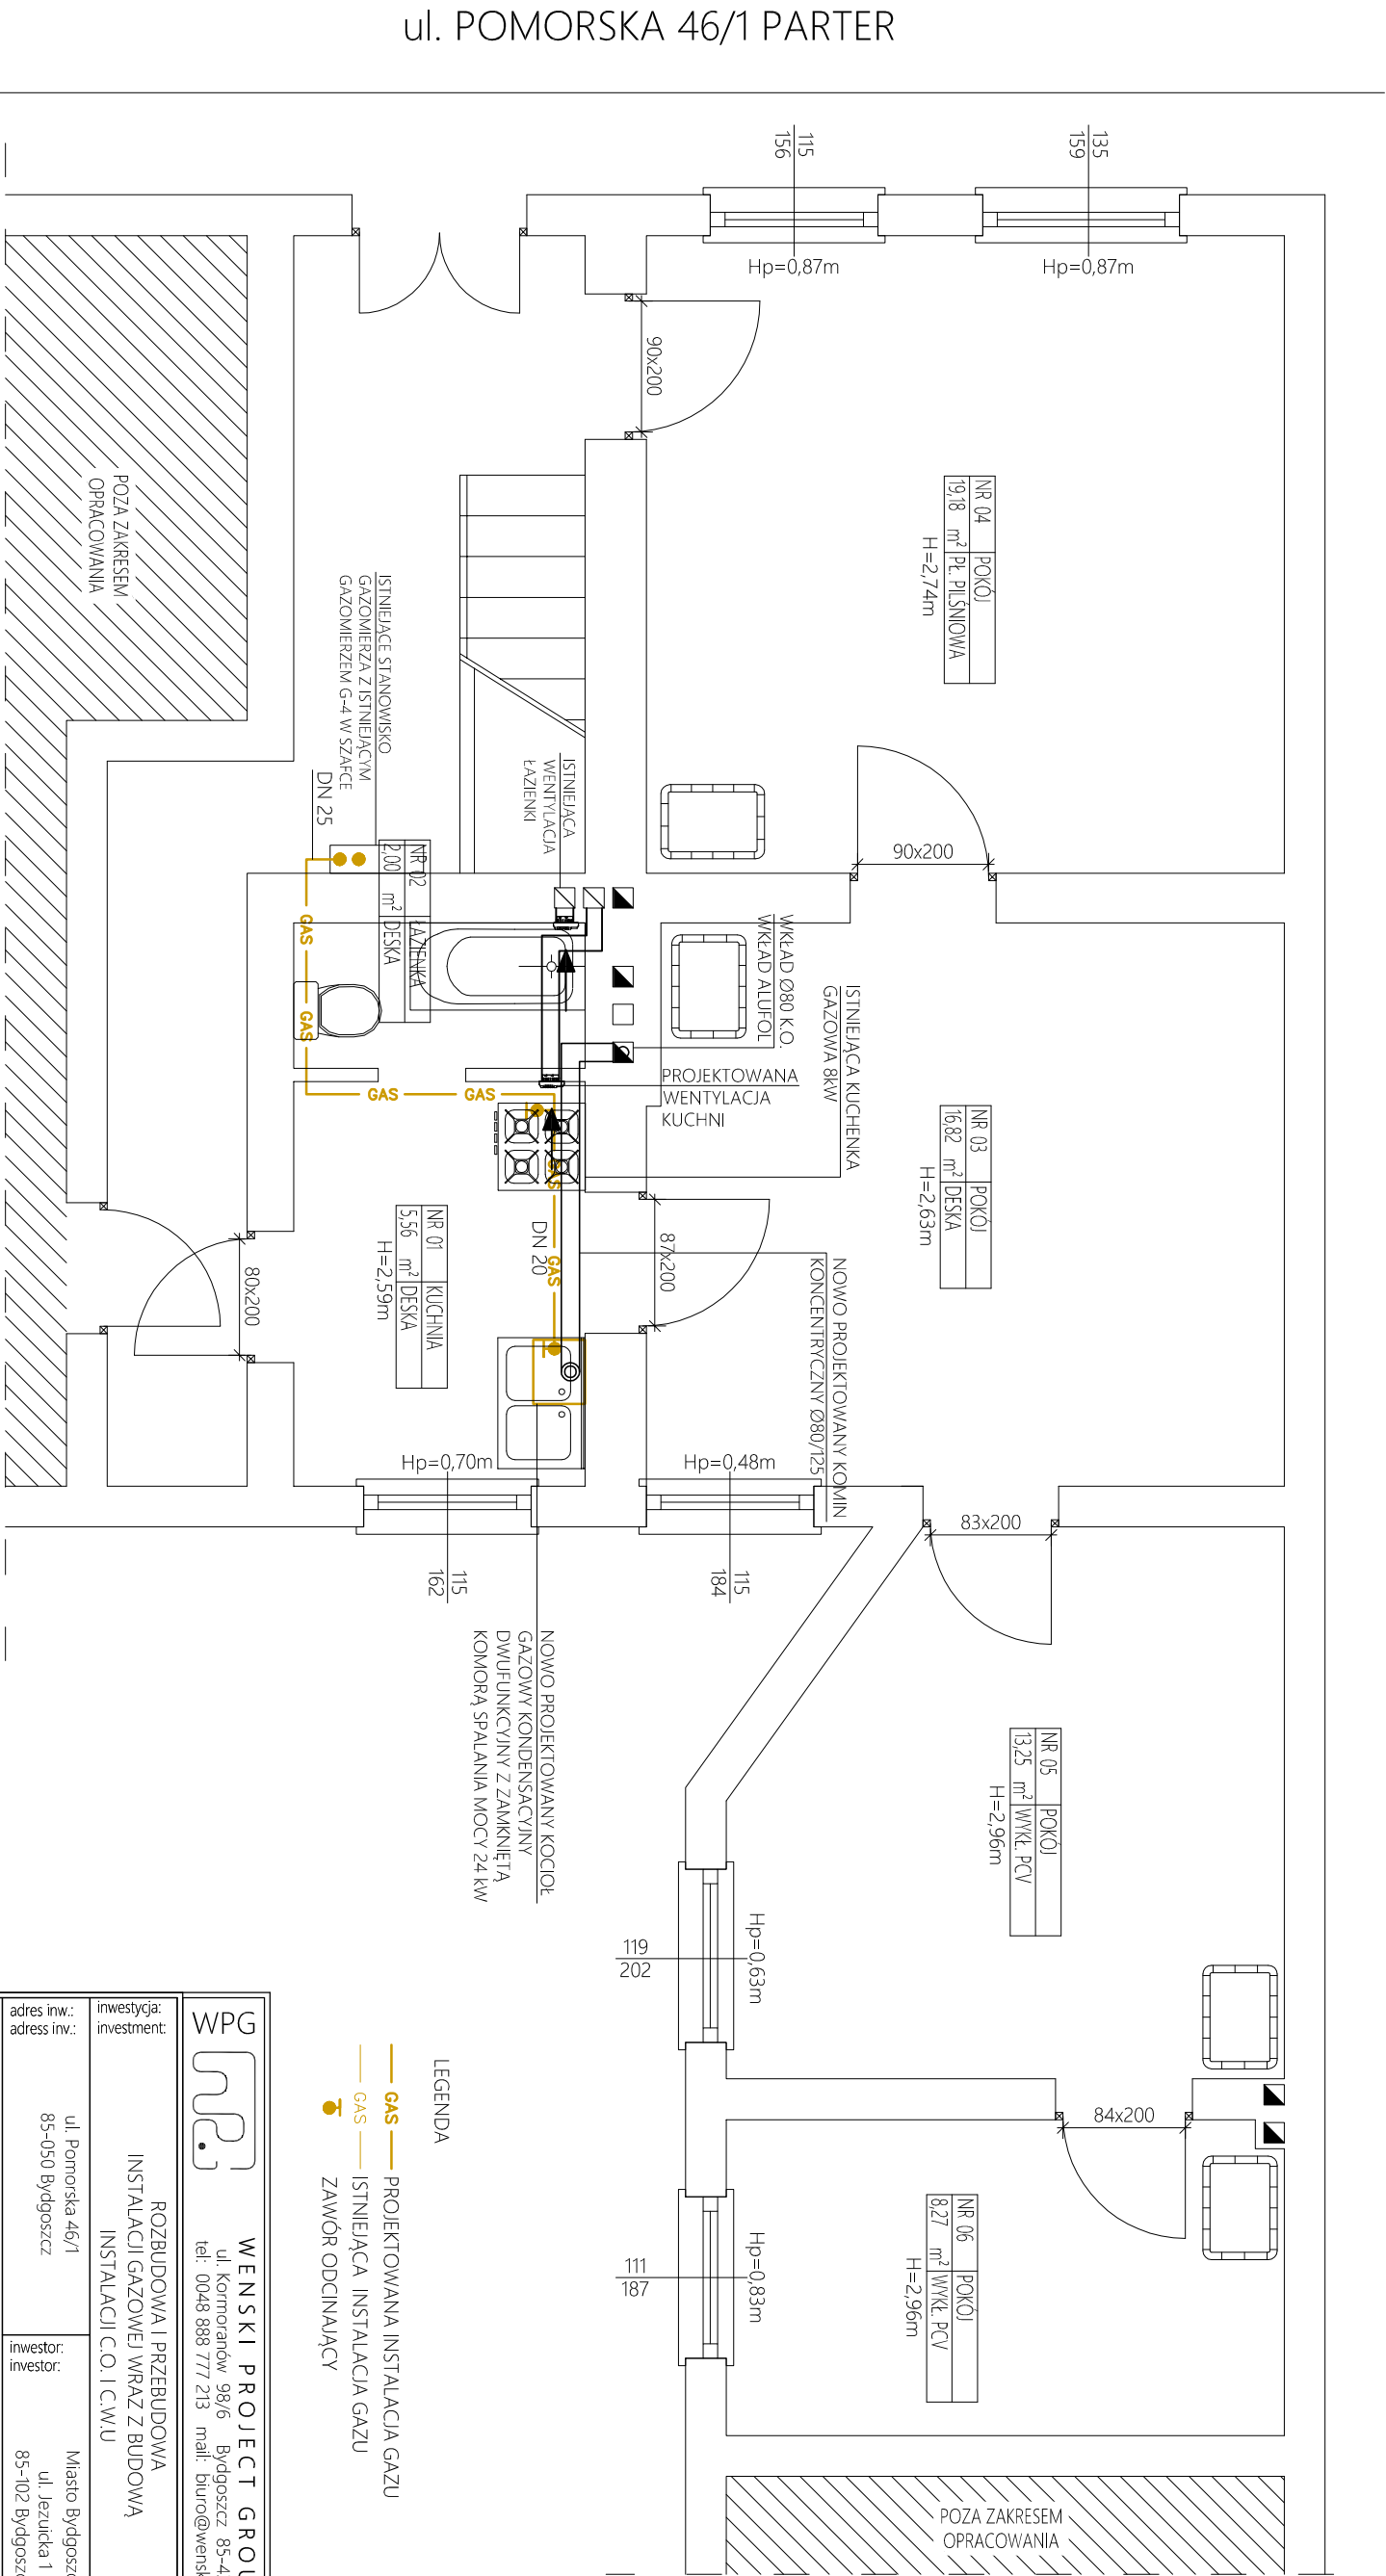 ul. POMORSKA 46/1 PARTER
115
156
135
159
Hp=0,87m
Hp=0,87m
90x200
NR 04 POKÓJ
19,18 m² PŁ. PILŚNIOWA
H=2,74m
POZA ZAKRESEM
OPRACOWANIA
ISTNIEJĄCE STANOWISKO
GAZOMIERZA Z ISTNIEJĄCYM
GAZOMIERZEM G-4 W SZAFCE
DN 25
ISTNIEJĄCA
WENTYLACJA
ŁAZIENKI
90x200
NR 02 ŁAZIENKA
2,00 m² DESKA
GAS
GAS
GAS
GAS
GAS
GAS
WKŁAD Ø80 K.O.
WKŁAD ALUFOL
ISTNIEJĄCA KUCHENKA
GAZOWA 8kW
PROJEKTOWANA
WENTYLACJA
KUCHNI
NR 03 POKÓJ
16,82 m² DESKA
H=2,63m
87x200
DN 20
NR 01 KUCHNIA
5,56 m² DESKA
H=2,59m
80x200
NOWO PROJEKTOWANY KOMIN
KONCENTRYCZNY Ø80/125
Hp=0,70m
Hp=0,48m
115
162
115
184
83x200
NOWO PROJEKTOWANY KOCIOŁ
GAZOWY KONDENSACYJNY
DWUFUNKCYJNY Z ZAMKNIĘTĄ
KOMORĄ SPALANIA MOCY 24 kW
NR 05 POKÓJ
13,25 m² WYKŁ. PCV
H=2,96m
119
202
Hp=0,63m
84x200
NR 06 POKÓJ
8,27 m² WYKŁ. PCV
H=2,96m
111
187
Hp=0,83m
POZA ZAKRESEM
OPRACOWANIA
LEGENDA
GAS PROJEKTOWANA INSTALACJA GAZU
GAS ISTNIEJĄCA INSTALACJA GAZU
ZAWÓR ODCINAJĄCY
WPG
WENSKI PROJECT GROU
ul. Kormoranów 98/6 Bydgoszcz 85-4
tel: 0048 888 777 213 mail: biuro@wensk
inwestycja:
investment:
ROZBUDOWA I PRZEBUDOWA
INSTALACJI GAZOWEJ WRAZ Z BUDOWĄ
INSTALACJI C.O. I C.W.U
adres inw.:
adress inv.:
ul. Pomorska 46/1
85-050 Bydgoszcz
inwestor:
investor:
Miasto Bydgoszcz
ul. Jezuicka 1
85-102 Bydgoszcz